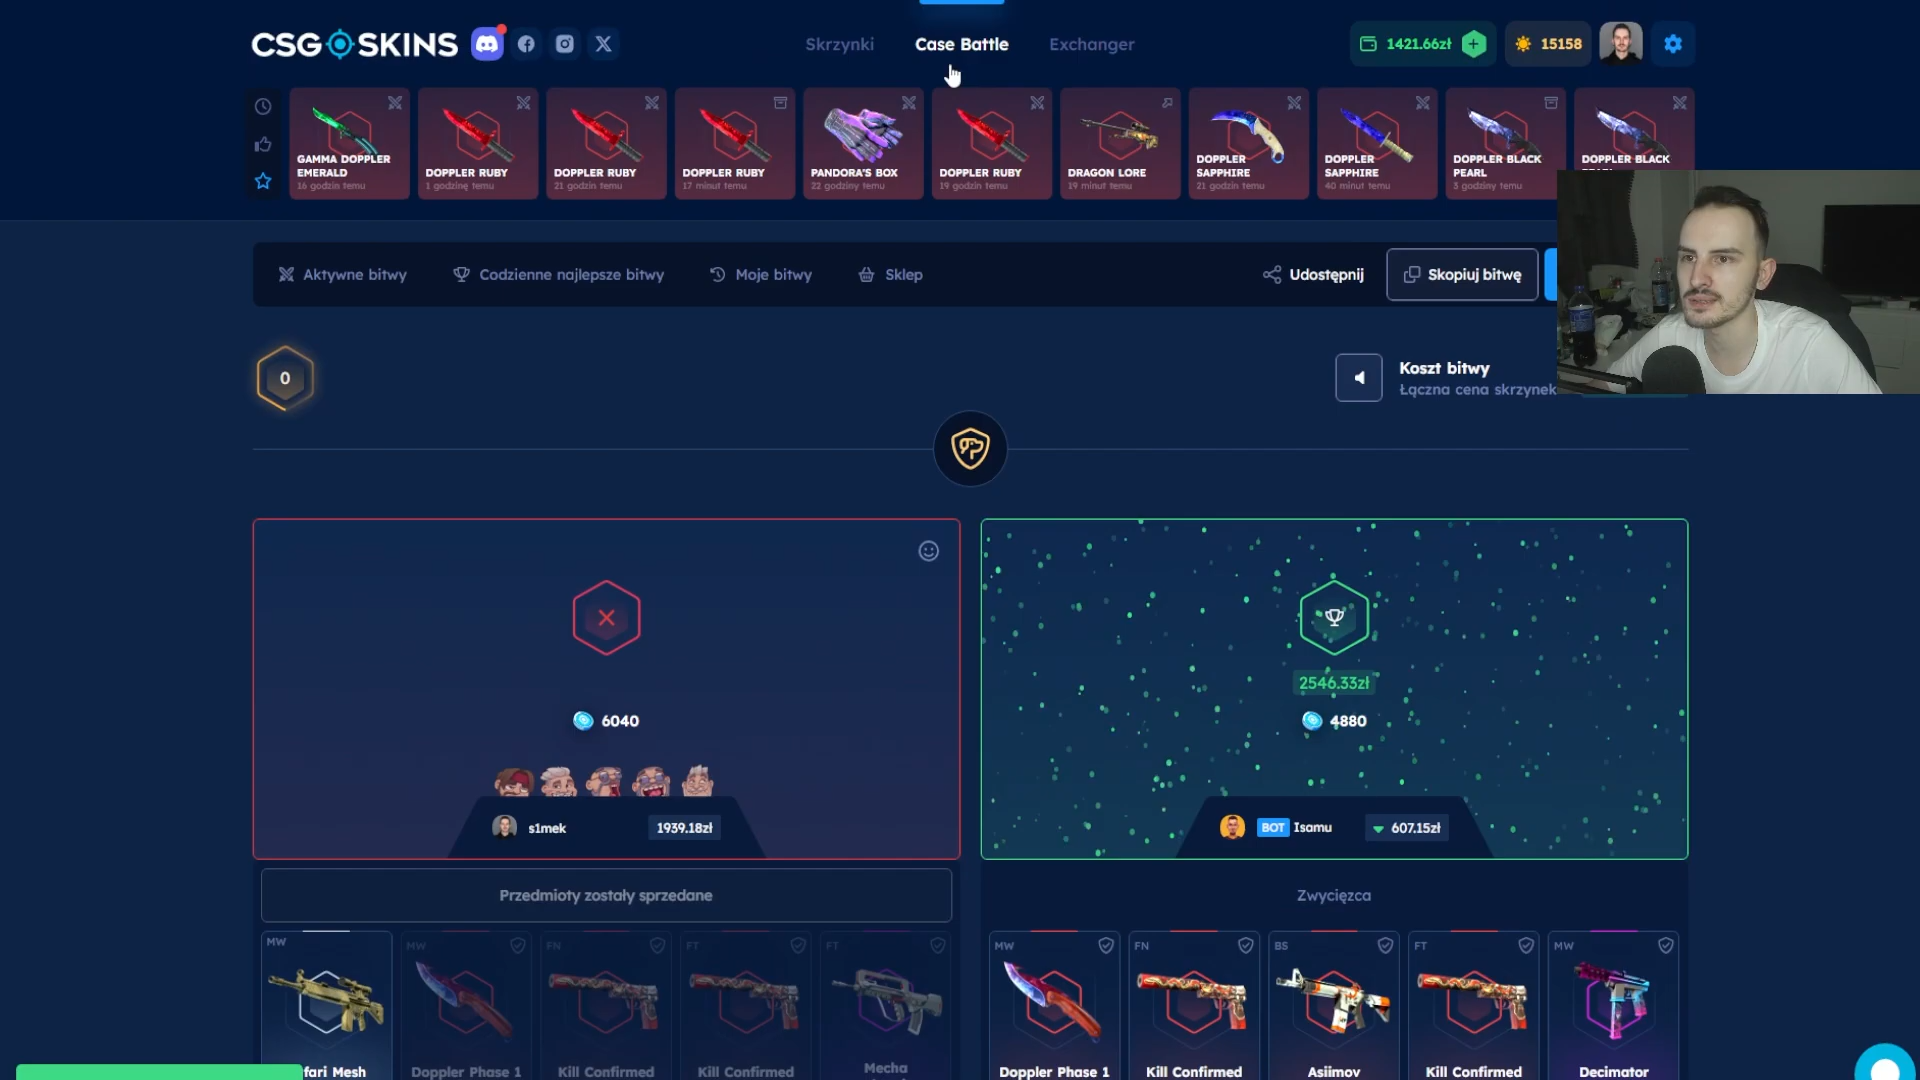 CSG SKINS
Skrzynki
Case Battle
Exchanger
1421.66zł
15158
GAMMA DOPPLER
EMERALD
16 godzin temu
DOPPLER RUBY
1 godzinę temu
DOPPLER RUBY
21 godzin temu
DOPPLER RUBY
17 minut temu
PANDORA'S BOX
22 godziny temu
DOPPLER RUBY
19 godzin temu
DRAGON LORE
19 minut temu
DOPPLER
SAPPHIRE
21 godzin temu
DOPPLER
SAPPHIRE
40 minut temu
DOPPLER BLACK
PEARL
3 godziny temu
DOPPLER BLACK
Aktywne bitwy
Codzienne najlepsze bitwy
Moje bitwy
Sklep
Udostępnij
Skopiuj bitwę
0
Koszt bitwy
Łączna cena skrzynek
6040
s1mek
1939.18zł
2546.33zł
4880
BOT Isamu
607.15zł
Przedmioty zostały sprzedane
Zwycięzca
MW
fari Mesh
MW
Doppler Phase 1
FN
Kill Confirmed
FT
Kill Confirmed
FT
Mecha
MW
Doppler Phase 1
FN
Kill Confirmed
BS
Asiimov
FT
Kill Confirmed
MW
Decimator